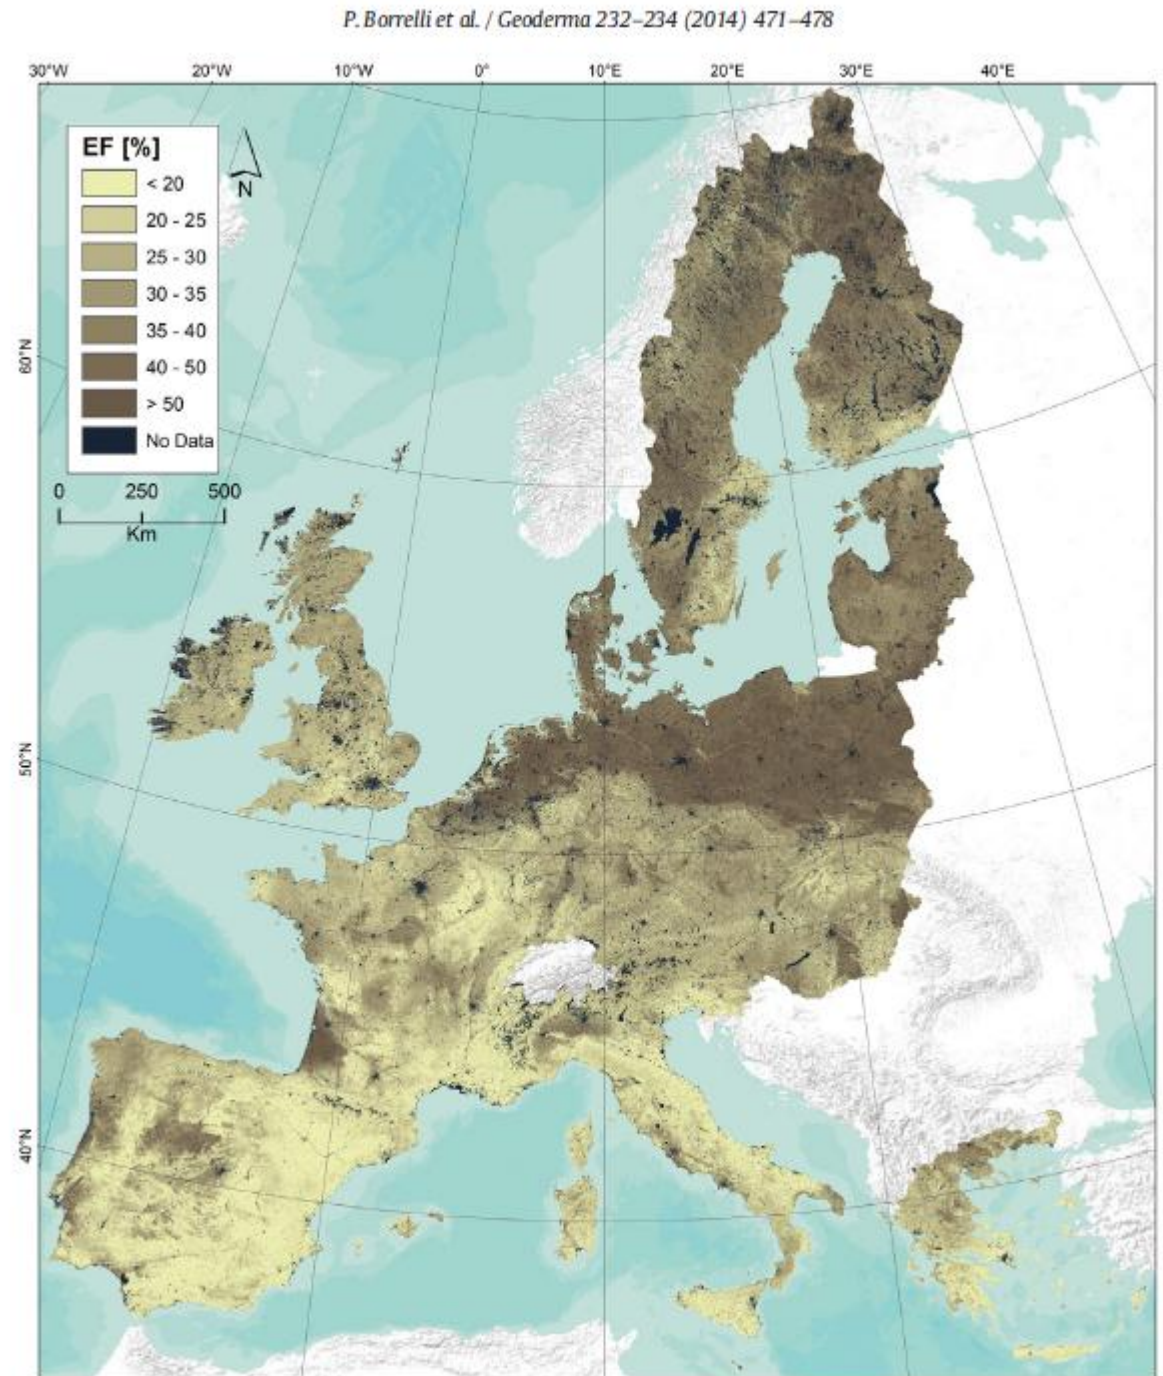 P. Borrelli et al. / Geoderma 232–234 (2014) 471–478
30°W 20°W 10°W 0° 10°E 20°E 30°E 40°E
EF [%]
N
< 20
20 - 25
25 - 30
30 - 35
35 - 40
40 - 50
> 50
No Data
0 250 500
Km
60°N
50°N
40°N